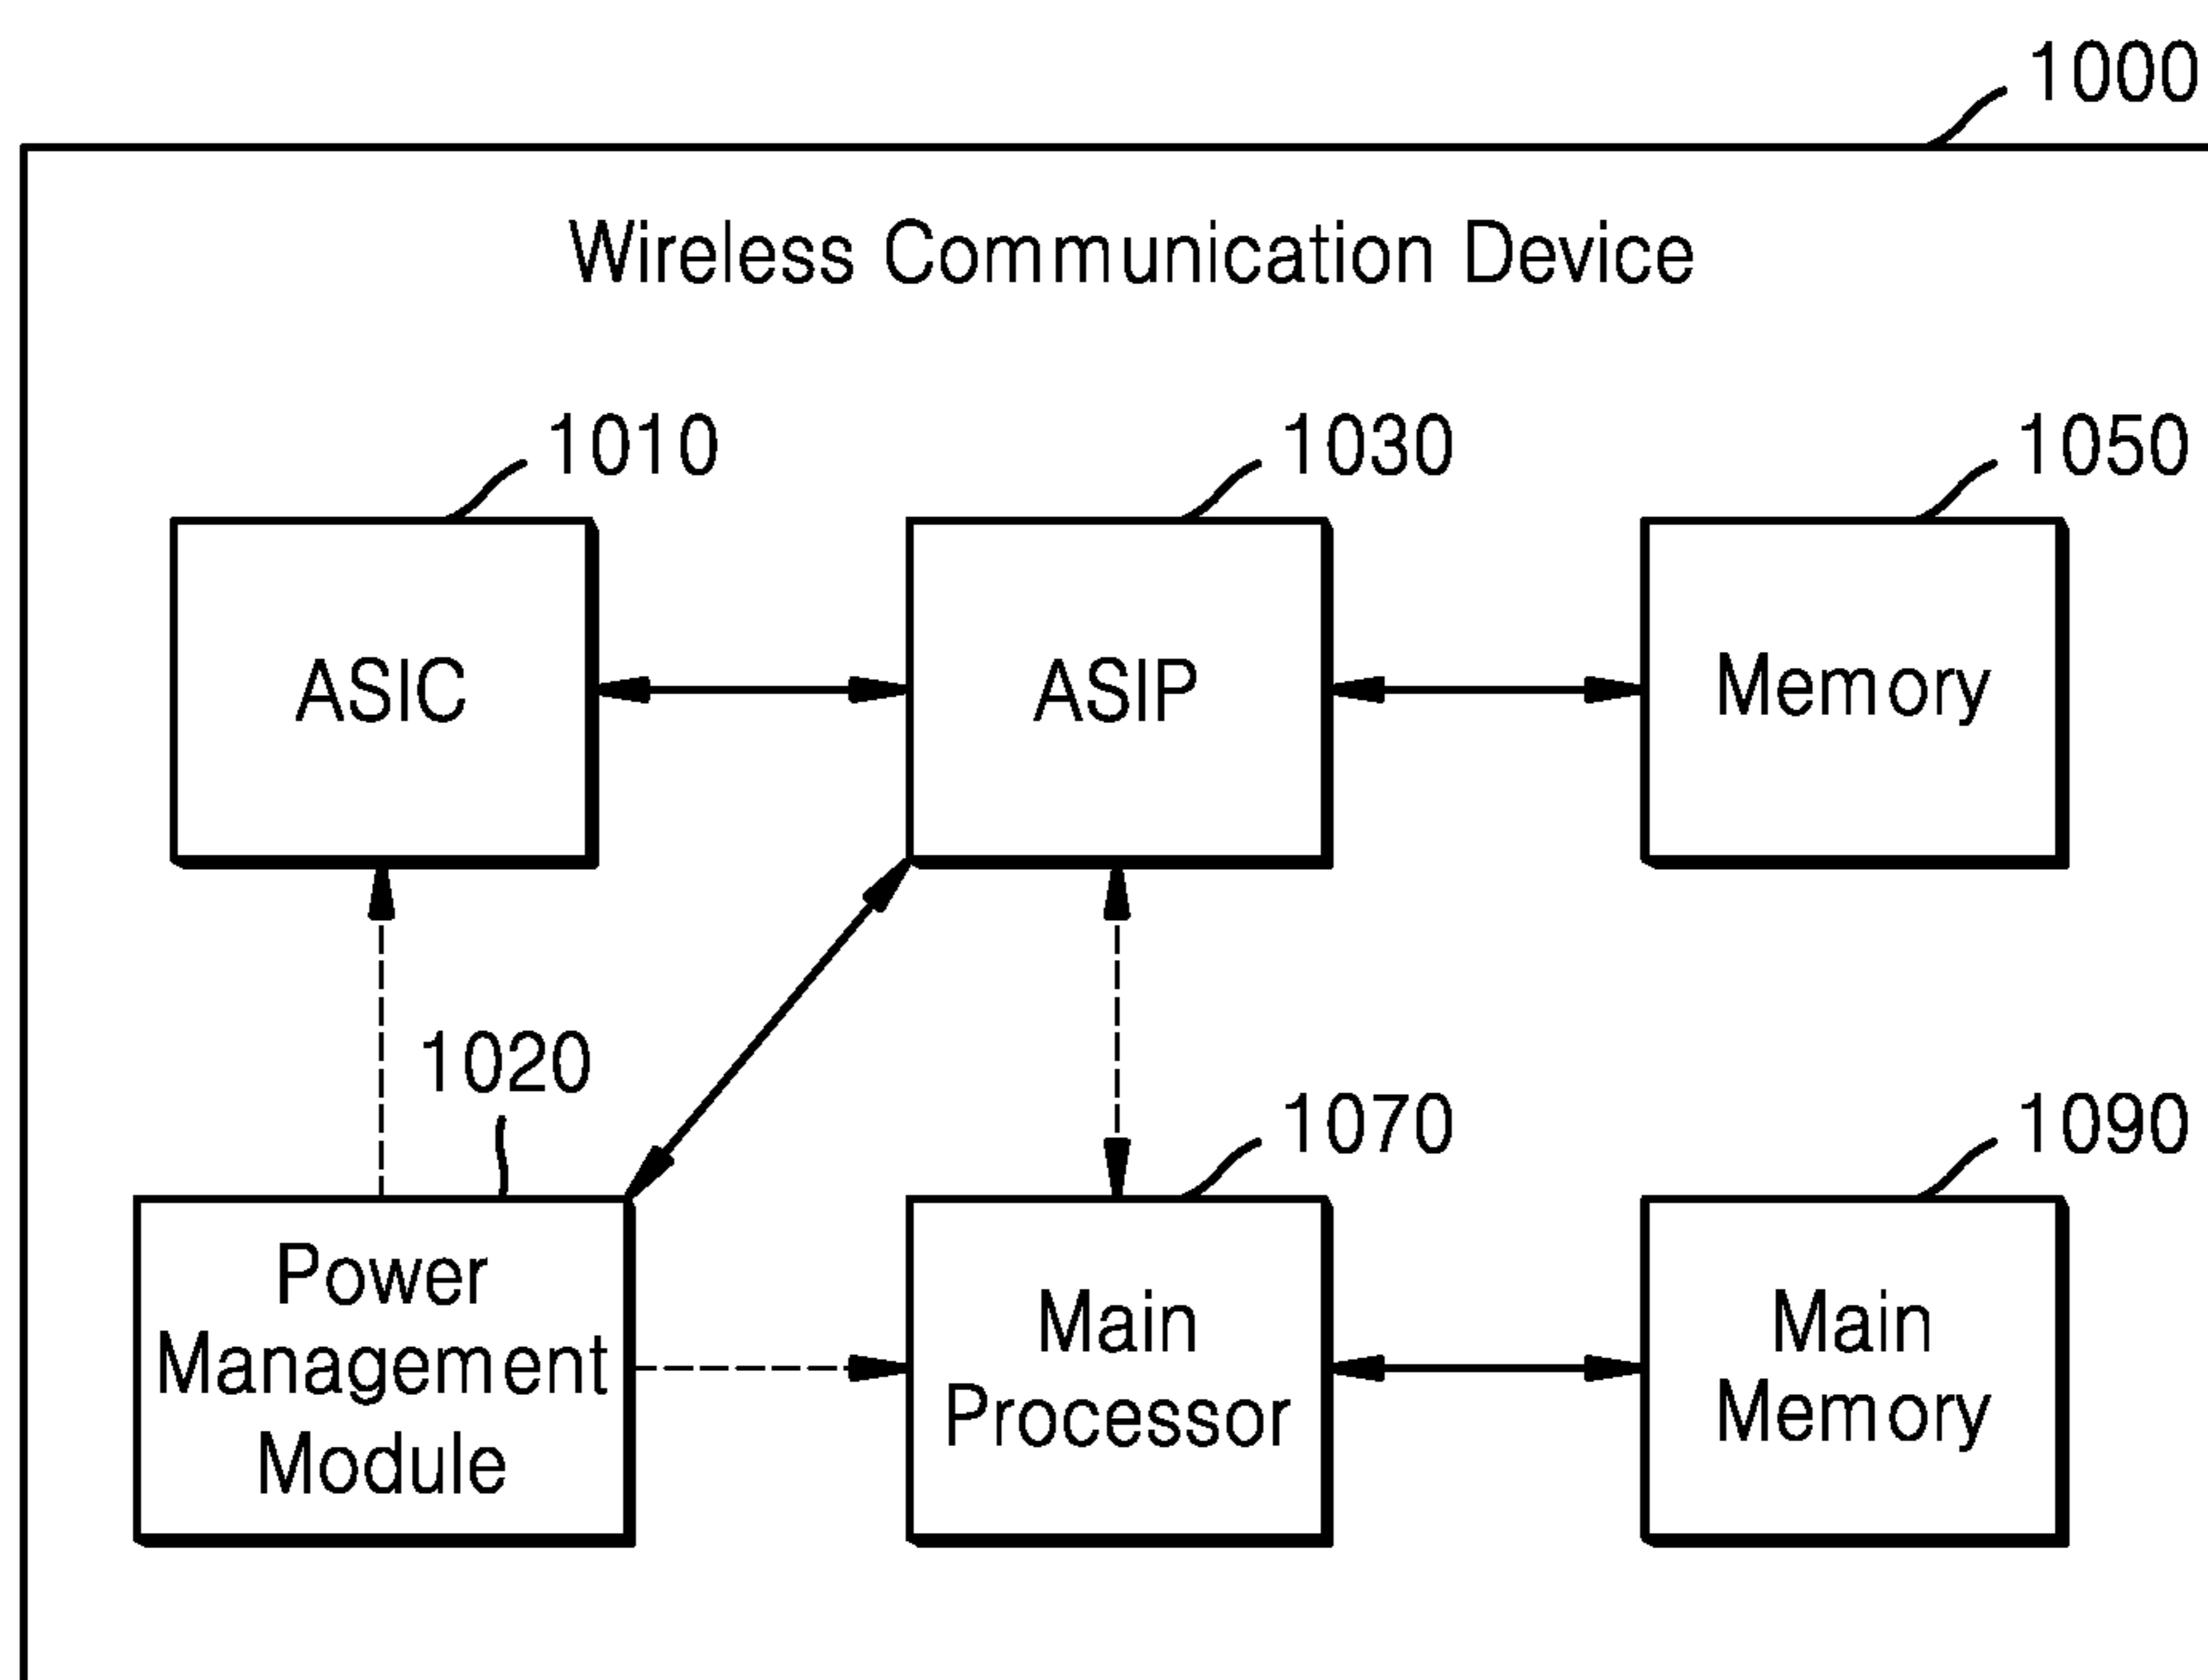 1000
Wireless Communication Device
1010
1030
1050
ASIC
ASIP
Memory
1020
1070
1090
Power
Management
Module
Main
Processor
Main
Memory